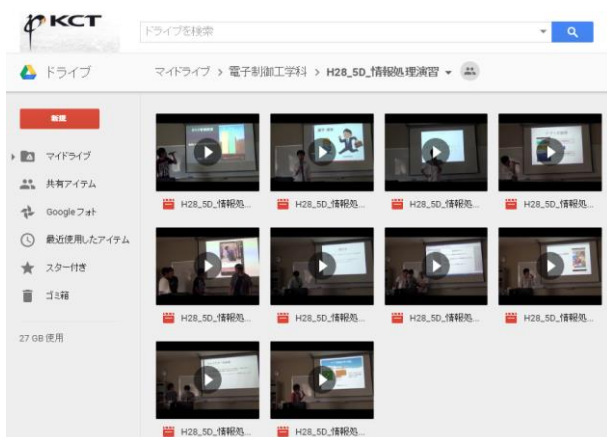 KCT
ドライブを検索
ドライブ
マイドライブ > 電子制御工学科 > H28_5D_情報処理演習
新規
マイドライブ
共有アイテム
Google フォト
最近使用したアイテム
スター付き
ゴミ箱
27 GB 使用
H28_5D_情報処...
H28_5D_情報処...
H28_5D_情報処...
H28_5D_情報処...
H28_5D_情報処...
H28_5D_情報処...
H28_5D_情報処...
H28_5D_情報処...
H28_5D_情報処...
H28_5D_情報処...